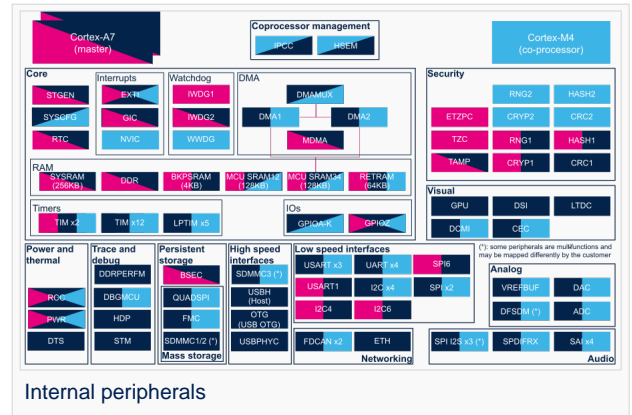 Cortex-A7
(master)
Coprocessor management
IPCC
HSEM
Cortex-M4
(co-processor)
Core
STGEN
SYSCFG
RTC
Interrupts
EXTI
GIC
NVIC
Watchdog
IWDG1
IWDG2
WWDG
DMA
DMAMUX
DMA1
DMA2
MDMA
Security
RNG2
HASH2
ETZPC
CRYP2
CRC2
TZC
RNG1
HASH1
TAMP
CRYP1
CRC1
RAM
SYSRAM
(256KB)
DDR
BKPSRAM
(4KB)
MCU SRAM12
(128KB)
MCU SRAM34
(128KB)
RETRAM
(64KB)
Timers
TIM x2
TIM x12
LPTIM x5
IOs
GPIOA-K
GPIOZ
Visual
GPU
DSI
LTDC
DCMI
CEC
(*): some peripherals are multifunctions and
may be mapped differently by the customer
Power and
thermal
RCC
PWR
DTS
Trace and
debug
DDRPERFM
DBGMCU
HDP
STM
Persistent
storage
BSEC
QUADSPI
FMC
SDMMC1/2 (*)
Mass storage
High speed
interfaces
SDMMC3 (*)
USBH
(Host)
OTG
(USB OTG)
USBPHYC
Low speed interfaces
USART x3
UART x4
SPI6
USART1
I2C x4
SPI x2
I2C4
I2C6
FDCAN x2
ETH
Networking
Analog
VREFBUF
DAC
DFSDM (*)
ADC
SPI I2S x3 (*)
SPDIFRX
SAI x4
Audio
Internal peripherals